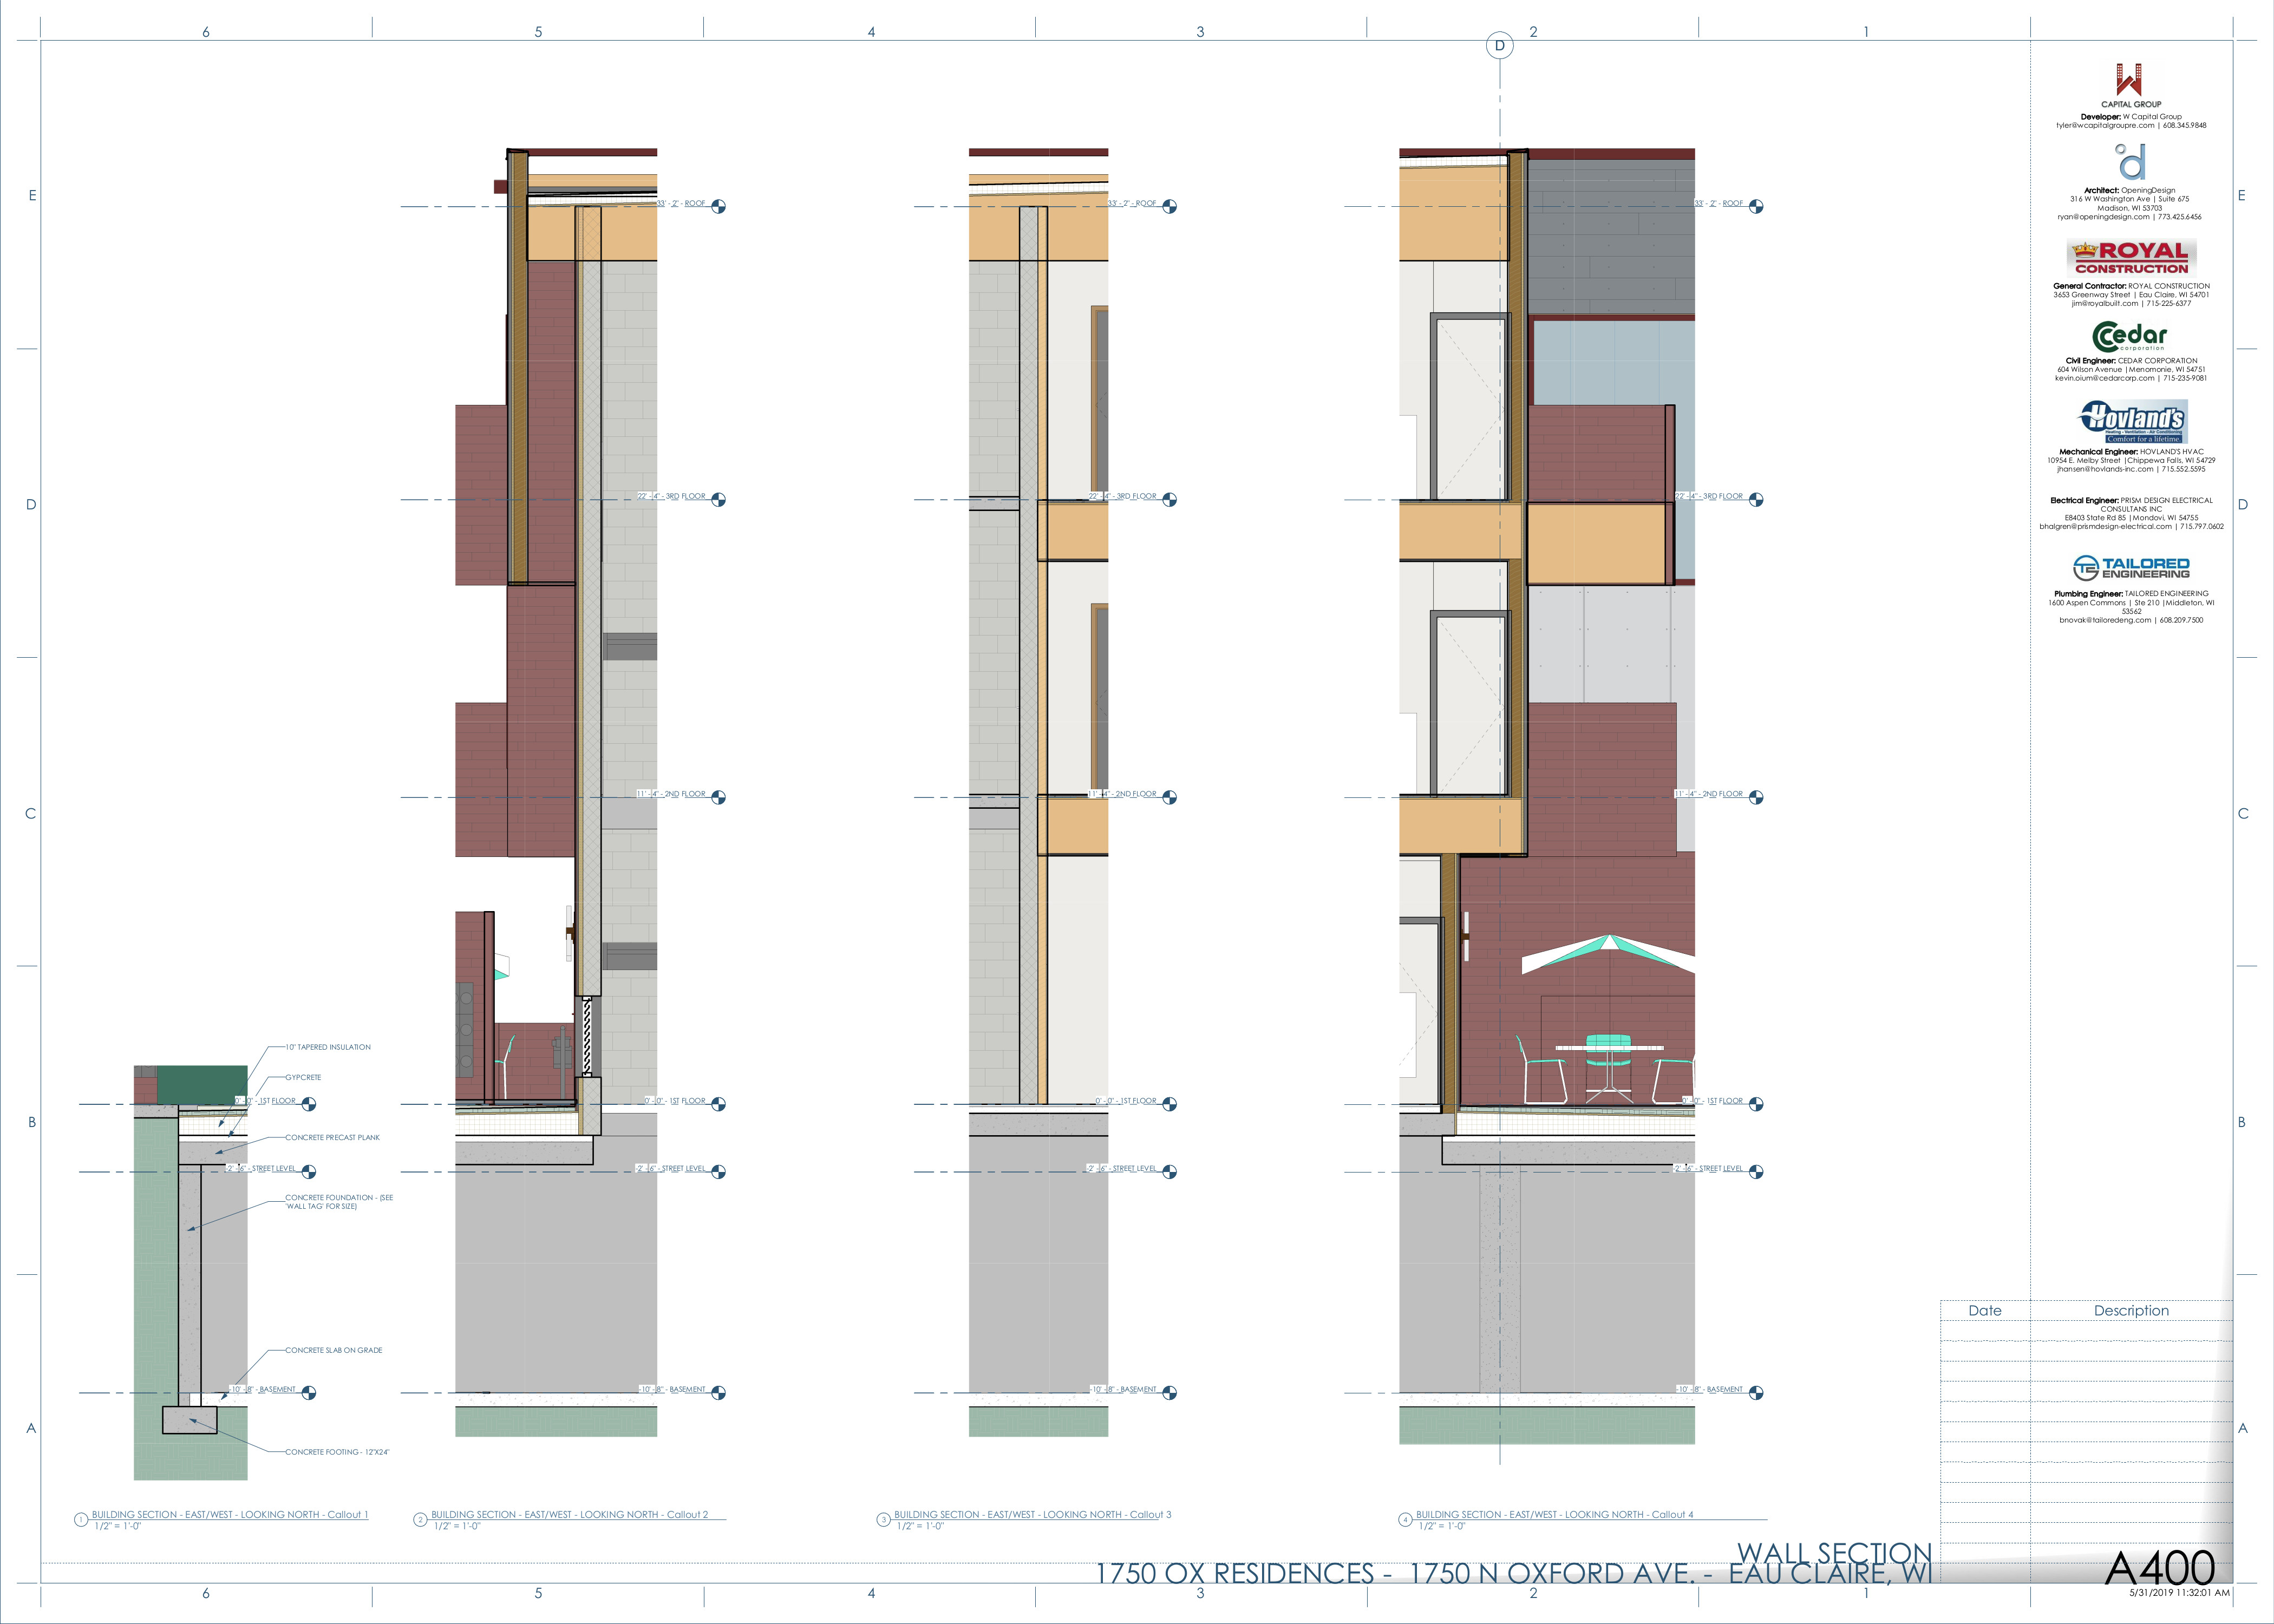 6 5 4 3 2 1
D
E
D
C
B
A
E
D
C
B
A
33' - 2" - ROOF
22' - 4" - 3RD FLOOR
11' - 4" - 2ND FLOOR
0' - 0" - 1ST FLOOR
-2' - 6" - STREET LEVEL
-10' - 8" - BASEMENT
33' - 2" - ROOF
22' - 4" - 3RD FLOOR
11' - 4" - 2ND FLOOR
0' - 0" - 1ST FLOOR
-2' - 6" - STREET LEVEL
-10' - 8" - BASEMENT
33' - 2" - ROOF
22' - 4" - 3RD FLOOR
11' - 4" - 2ND FLOOR
0' - 0" - 1ST FLOOR
-2' - 6" - STREET LEVEL
-10' - 8" - BASEMENT
10" TAPERED INSULATION
GYPCRETE
0' - 0" - 1ST FLOOR
CONCRETE PRECAST PLANK
-2' - 6" - STREET LEVEL
CONCRETE FOUNDATION - (SEE
'WALL TAG' FOR SIZE)
CONCRETE SLAB ON GRADE
-10' - 8" - BASEMENT
CONCRETE FOOTING - 12"X24"
1 BUILDING SECTION - EAST/WEST - LOOKING NORTH - Callout 1
1/2" = 1'-0"
2 BUILDING SECTION - EAST/WEST - LOOKING NORTH - Callout 2
1/2" = 1'-0"
3 BUILDING SECTION - EAST/WEST - LOOKING NORTH - Callout 3
1/2" = 1'-0"
4 BUILDING SECTION - EAST/WEST - LOOKING NORTH - Callout 4
1/2" = 1'-0"
CAPITAL GROUP
Developer: W Capital Group
tyler@wcapitalgroupre.com | 608.345.9848
d
Architect: OpeningDesign
316 W Washington Ave | Suite 675
Madison, WI 53703
ryan@openingdesign.com | 773.425.6456
ROYAL
CONSTRUCTION
General Contractor: ROYAL CONSTRUCTION
3653 Greenway Street | Eau Claire, WI 54701
jim@royalbuilt.com | 715-225-6377
Cedar
corporation
Civil Engineer: CEDAR CORPORATION
604 Wilson Avenue |Menomonie, WI 54751
kevin.oium@cedarcorp.com | 715-235-9081
Hovland's
Heating - Ventilation - Air Conditioning
Comfort for a lifetime.
Mechanical Engineer: HOVLAND'S HVAC
10954 E. Melby Street |Chippewa Falls, WI 54729
jhansen@hovlands-inc.com | 715.552.5595
Electrical Engineer: PRISM DESIGN ELECTRICAL
CONSULTANS INC
E8403 State Rd 85 |Mondovi, WI 54755
bhalgren@prismdesign-electrical.com | 715.797.0602
TE TAILORED
ENGINEERING
Plumbing Engineer: TAILORED ENGINEERING
1600 Aspen Commons | Ste 210 |Middleton, WI
53562
bnovak@tailoredeng.com | 608.209.7500
Date Description
WALL SECTION
1750 OX RESIDENCES - 1750 N OXFORD AVE. - EAU CLAIRE, WI
A400
5/31/2019 11:32:01 AM
6 5 4 3 2 1